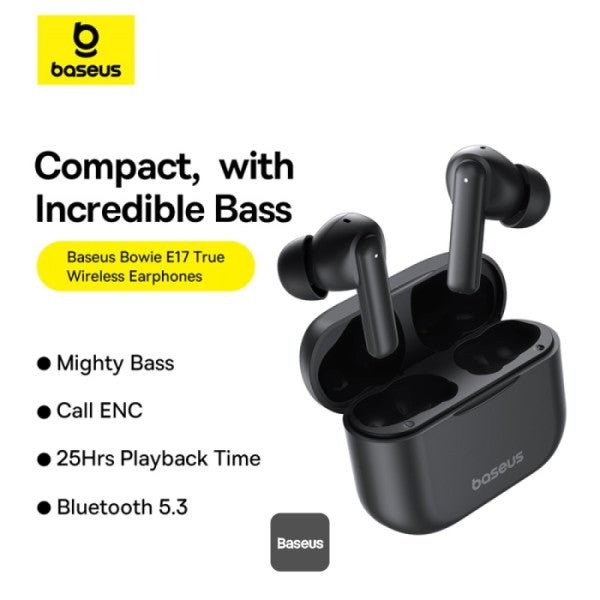 baseus
Compact, with
Incredible Bass
Baseus Bowie E17 True
Wireless Earphones
● Mighty Bass
● Call ENC
● 25Hrs Playback Time
● Bluetooth 5.3
baseus
Baseus